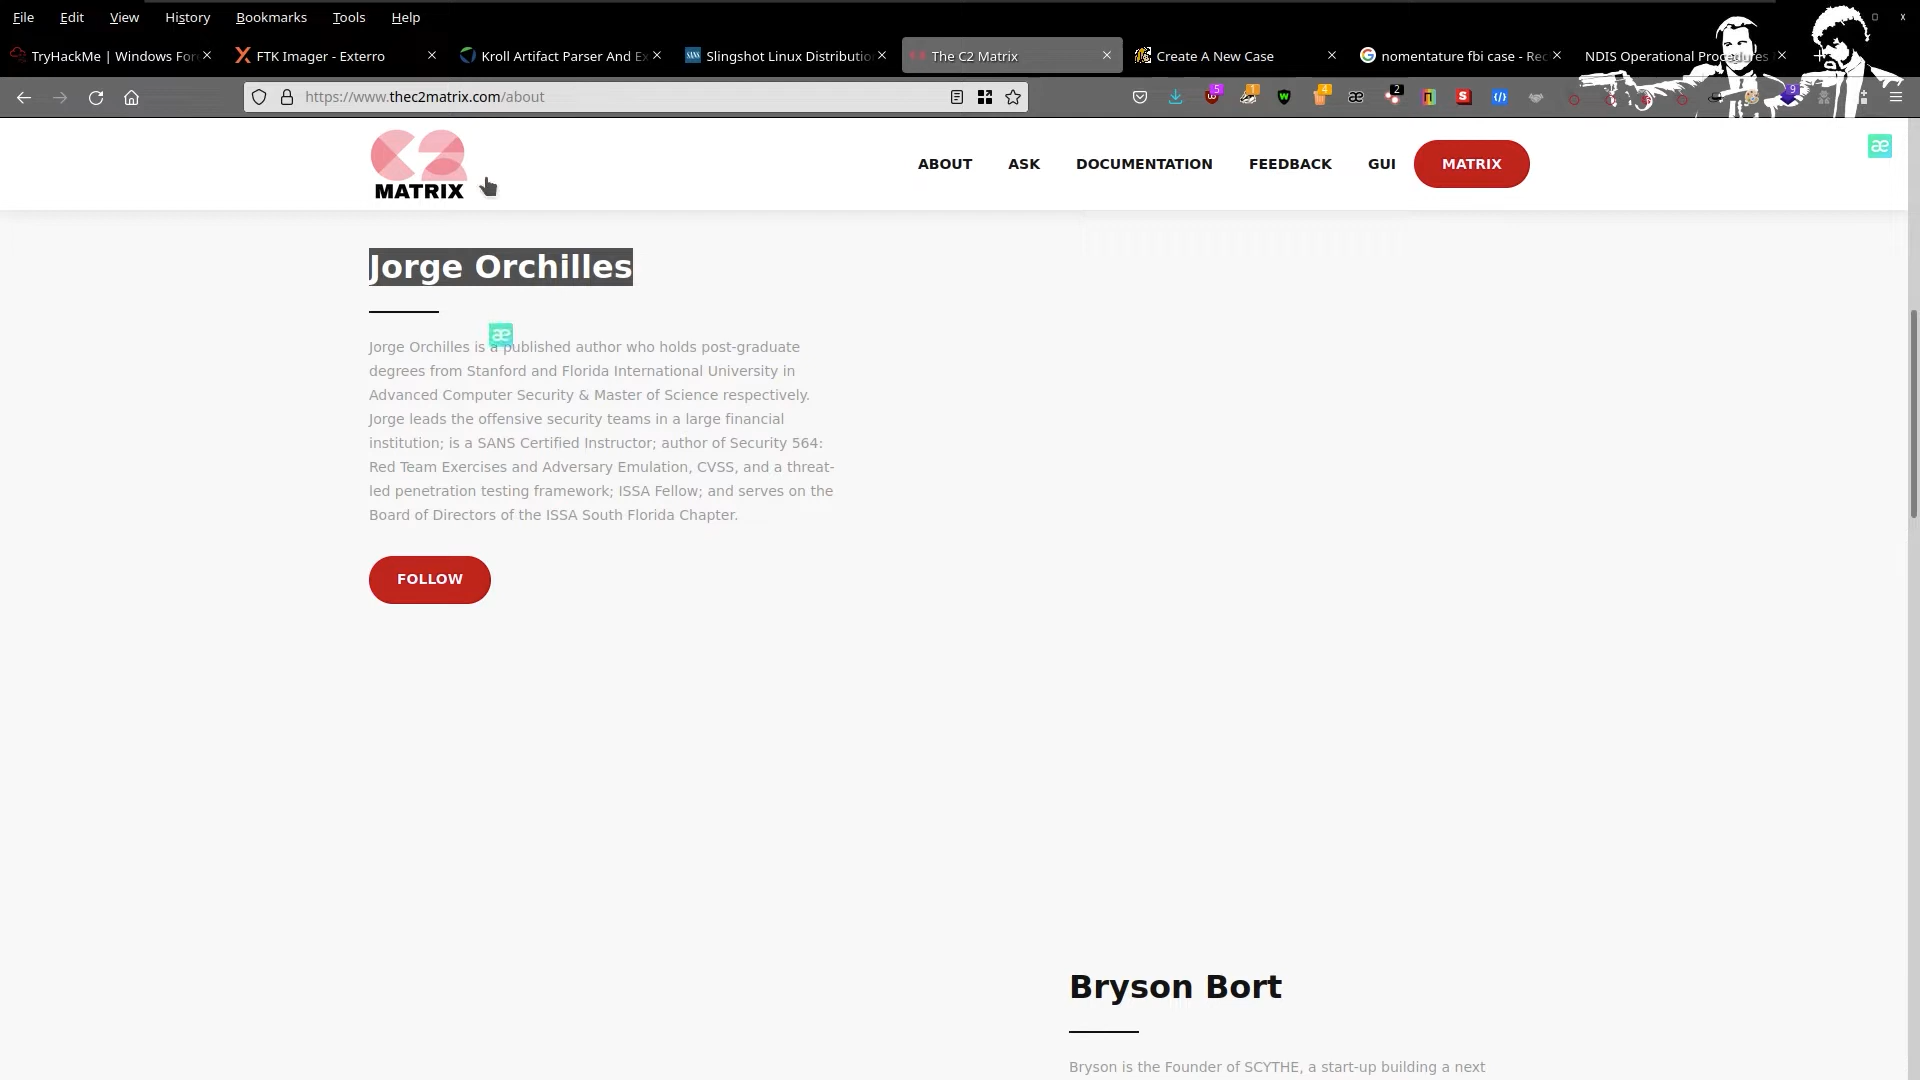 File Edit View History Bookmarks Tools Help
TryHackMe | Windows For
FTK Imager - Exterro
Kroll Artifact Parser And Ex
Slingshot Linux Distributio
The C2 Matrix
Create A New Case
nomentature fbi case - Rec
NDIS Operational Procedures
https://www.thec2matrix.com/about
C2
MATRIX
ABOUT ASK DOCUMENTATION FEEDBACK GUI MATRIX
æ
Jorge Orchilles
æ
Jorge Orchilles is a published author who holds post-graduate
degrees from Stanford and Florida International University in
Advanced Computer Security & Master of Science respectively.
Jorge leads the offensive security teams in a large financial
institution; is a SANS Certified Instructor; author of Security 564:
Red Team Exercises and Adversary Emulation, CVSS, and a threat-
led penetration testing framework; ISSA Fellow; and serves on the
Board of Directors of the ISSA South Florida Chapter.
FOLLOW
Bryson Bort
Bryson is the Founder of SCYTHE, a start-up building a next